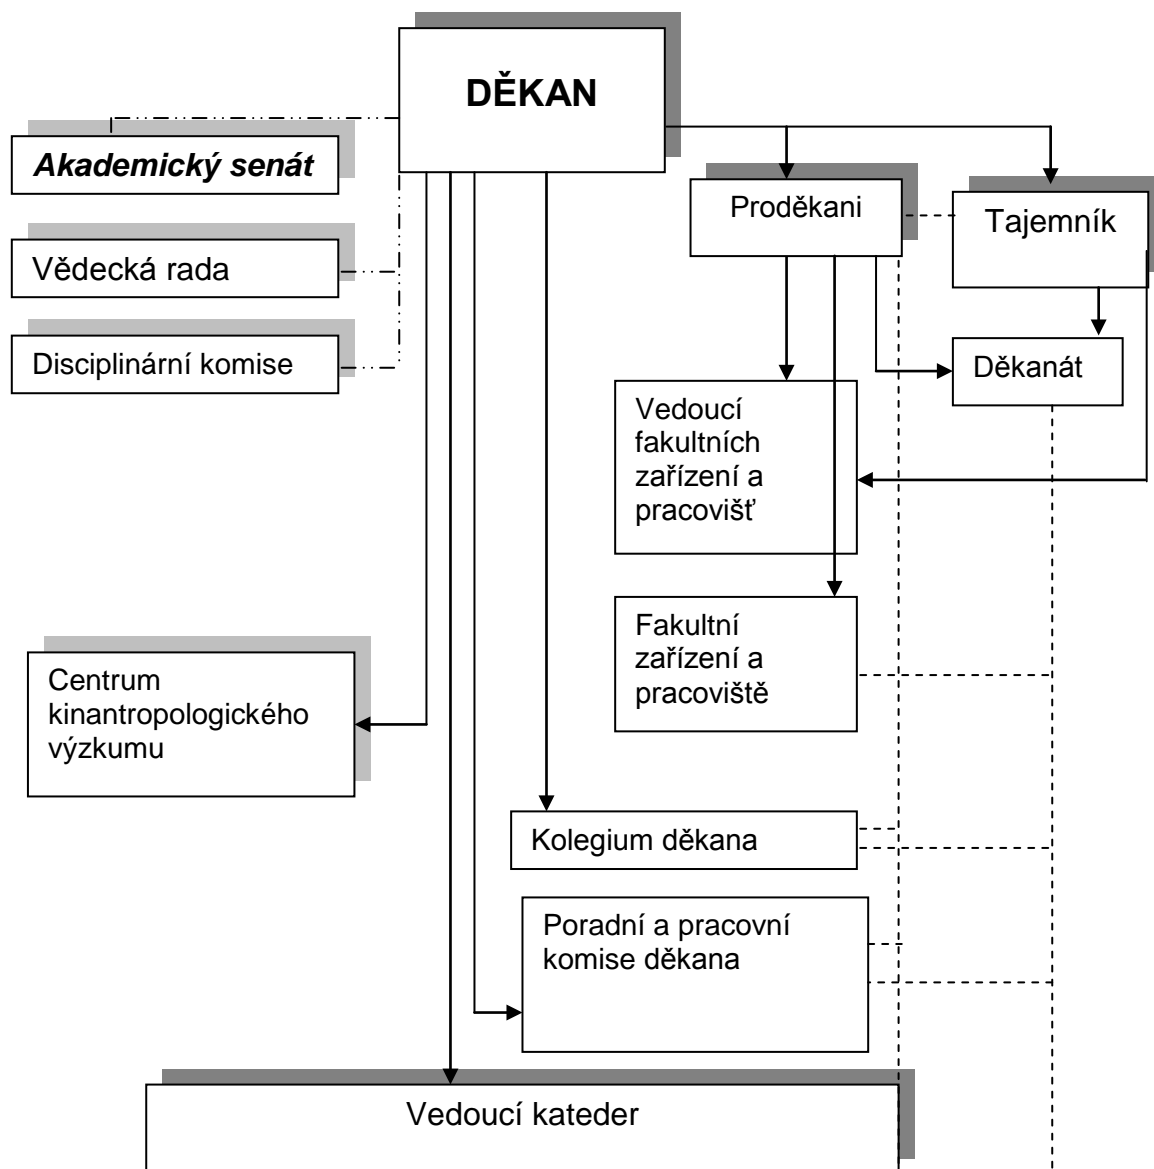 DĚKAN
Akademický senát
Proděkani
Tajemník
Vědecká rada
Disciplinární komise
Děkanát
Vedoucí
fakultních
zařízení a
pracovišť
Fakultní
zařízení a
pracoviště
Centrum
kinantropologického
výzkumu
Kolegium děkana
Poradní a pracovní
komise děkana
Vedoucí kateder